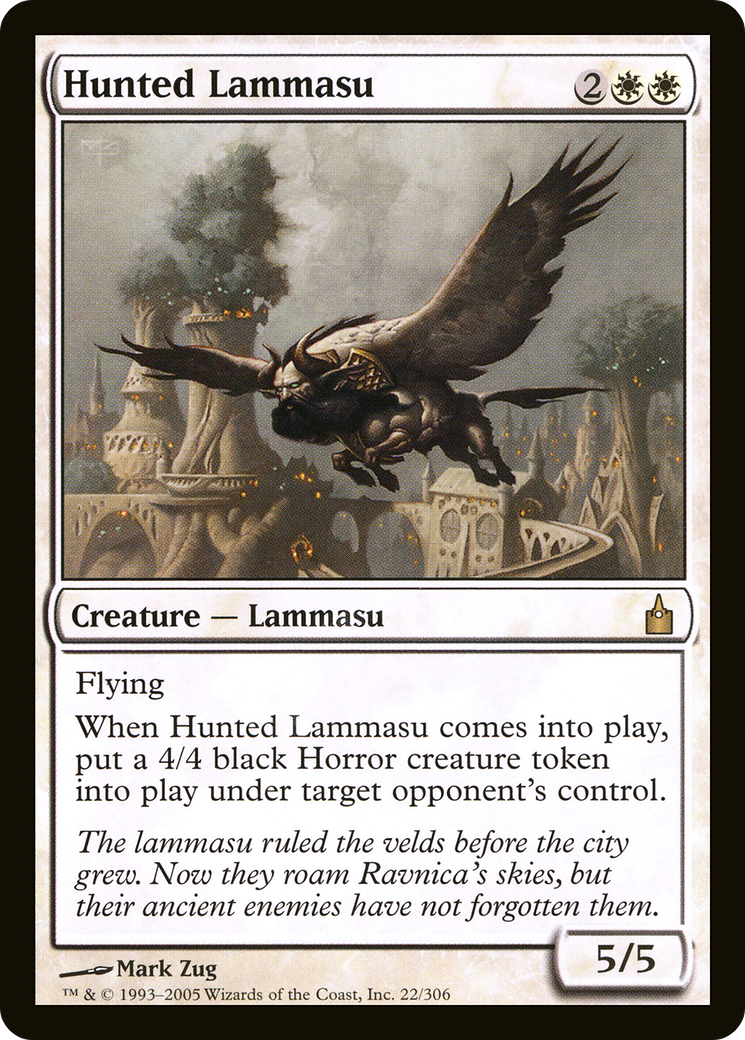 Hunted Lammasu 2
Creature — Lammasu
Flying
When Hunted Lammasu comes into play,
put a 4/4 black Horror creature token
into play under target opponent's control.
The lammasu ruled the velds before the city
grew. Now they roam Ravnica's skies, but
their ancient enemies have not forgotten them.
5/5
Mark Zug
™ & © 1993–2005 Wizards of the Coast, Inc. 22/306